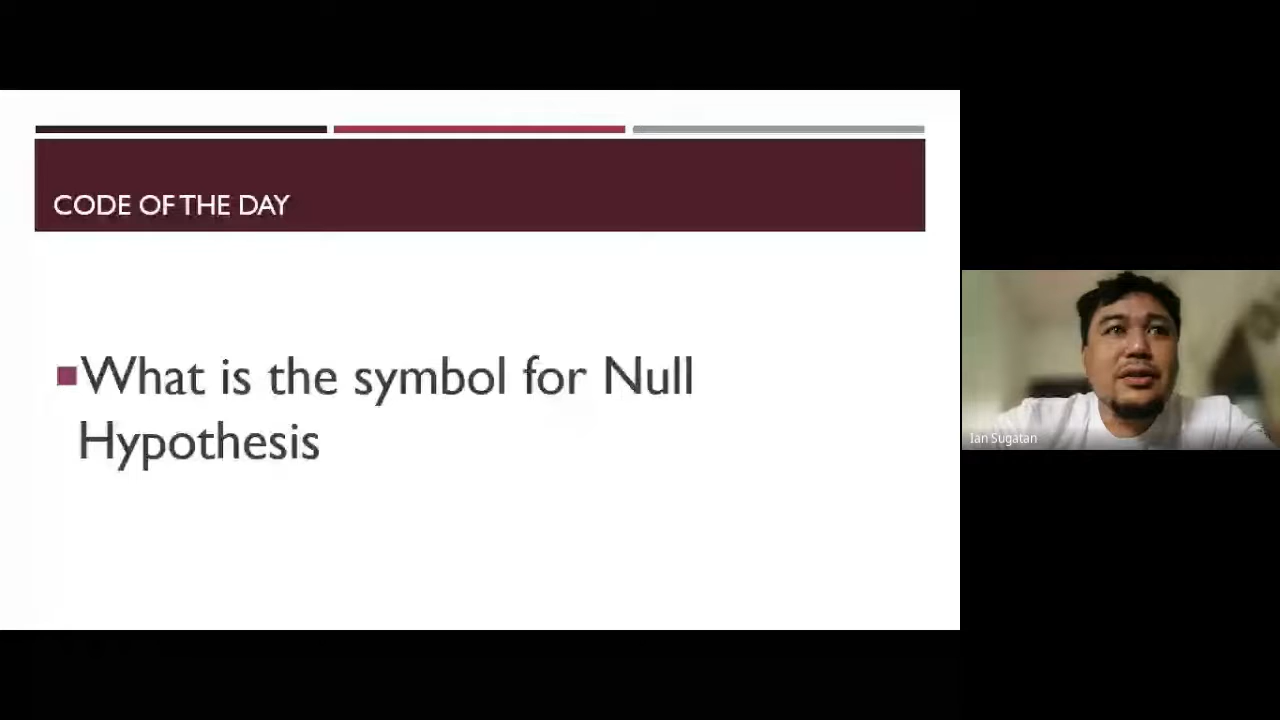 CODE OF THE DAY
What is the symbol for Null
Hypothesis
Ian Sugatan